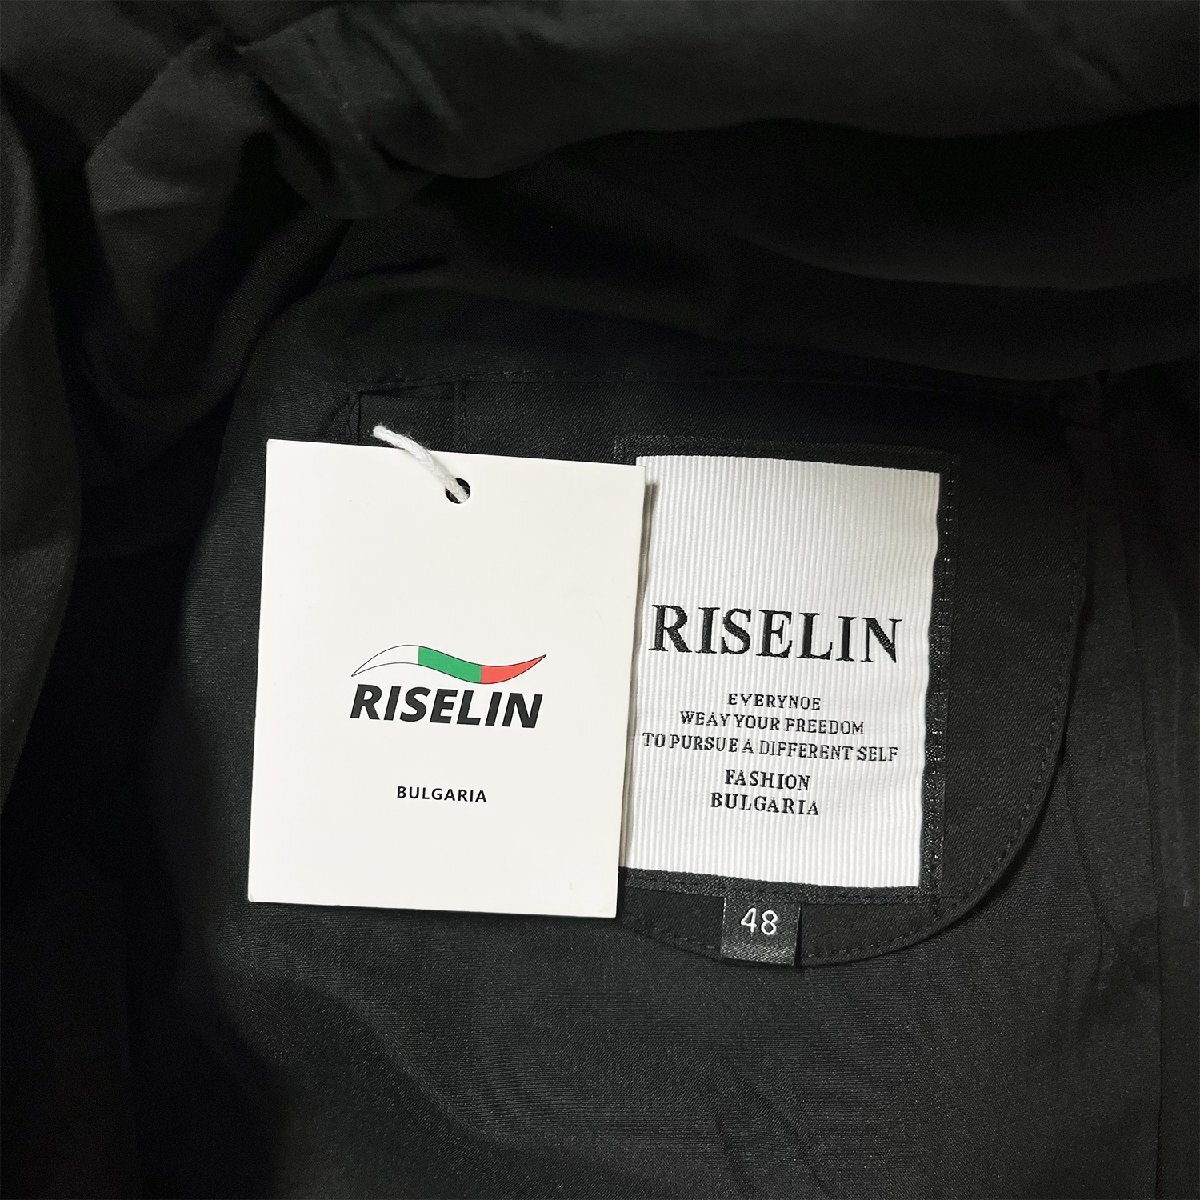 RISELIN
BULGARIA
RISELIN
EVERYNOE
WEAY YOUR FREEDOM
TO PURSUE A DIFFERENT SELF
FASHION
BULGARIA
48